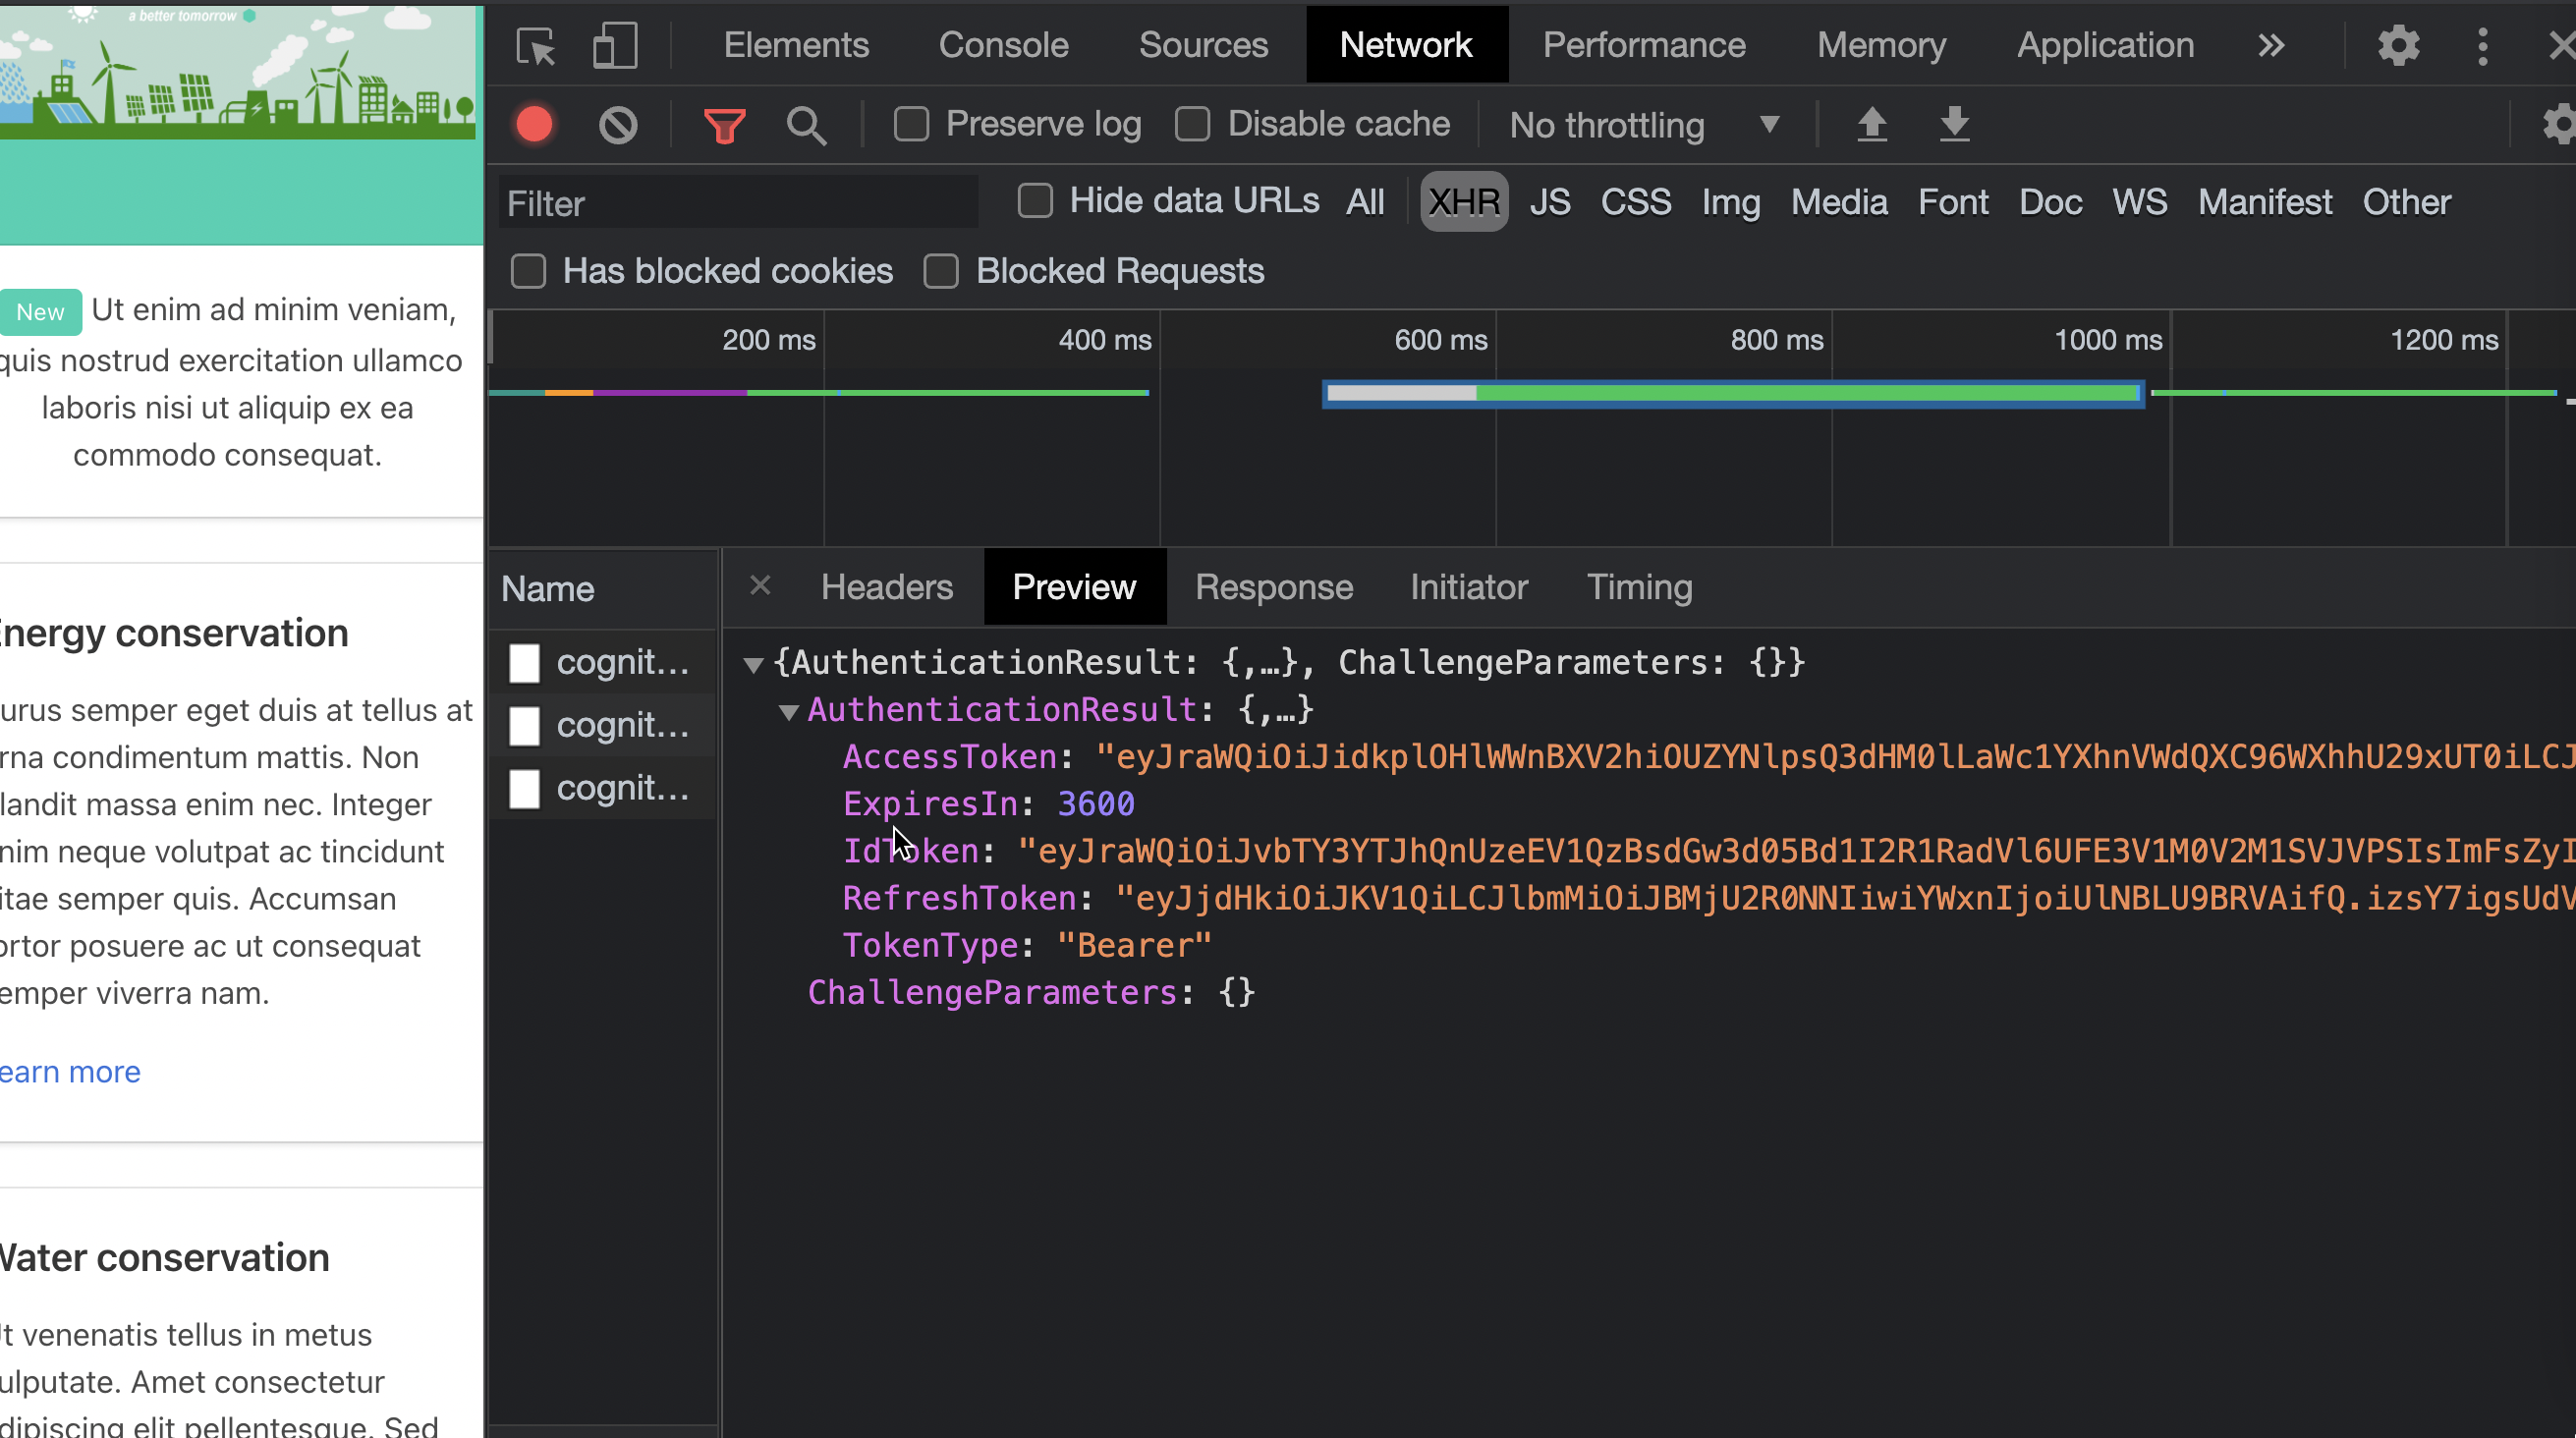 a better tomorrow
New Ut enim ad minim veniam,
quis nostrud exercitation ullamco
laboris nisi ut aliquip ex ea
commodo consequat.
Energy conservation
urus semper eget duis at tellus at
rna condimentum mattis. Non
landit massa enim nec. Integer
nim neque volutpat ac tincidunt
itae semper quis. Accumsan
ortor posuere ac ut consequat
emper viverra nam.
earn more
Water conservation
Ut venenatis tellus in metus
ulputate. Amet consectetur
dipiscing elit pellentesque. Sed
Elements Console Sources Network Performance Memory Application
Preserve log Disable cache No throttling
Filter Hide data URLs All XHR JS CSS Img Media Font Doc WS Manifest Other
Has blocked cookies Blocked Requests
200 ms 400 ms 600 ms 800 ms 1000 ms 1200 ms
Name
cognit...
cognit...
cognit...
Headers Preview Response Initiator Timing
{AuthenticationResult: {,…}, ChallengeParameters: {}}
AuthenticationResult: {,…}
AccessToken: "eyJraWQiOiJidkplOHlWWnBXV2hiOUZYNlpsQ3dHM0lLaWc1YXhnVWdQXC96WXhhU29xUT0iLCJ
ExpiresIn: 3600
IdToken: "eyJraWQiOiJvbTY3YTJhQnUzeEV1QzBsdGw3d05Bd1I2R1RadVl6UFE3V1M0V2M1SVJVPSIsImFsZyI
RefreshToken: "eyJjdHkiOiJKV1QiLCJlbmMiOiJBMjU2R0NNIiwiYWxnIjoiUlNBLU9BRVAifQ.izsY7igsUdV
TokenType: "Bearer"
ChallengeParameters: {}